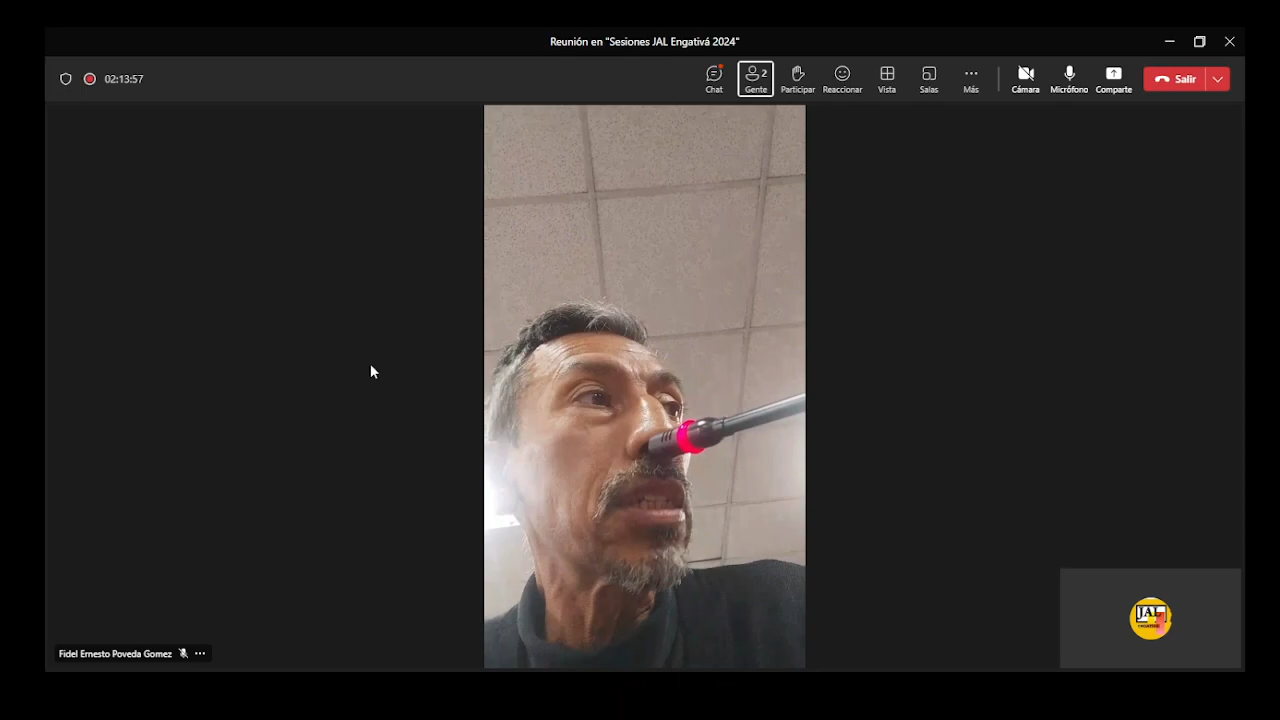 Reunión en "Sesiones JAL Engativá 2024"
02:13:57
Chat
2
Gente
Participar
Reaccionar
Vista
Salas
Más
Cámara
Micrófono
Comparte
Salir
JAL
Fidel Ernesto Poveda Gomez